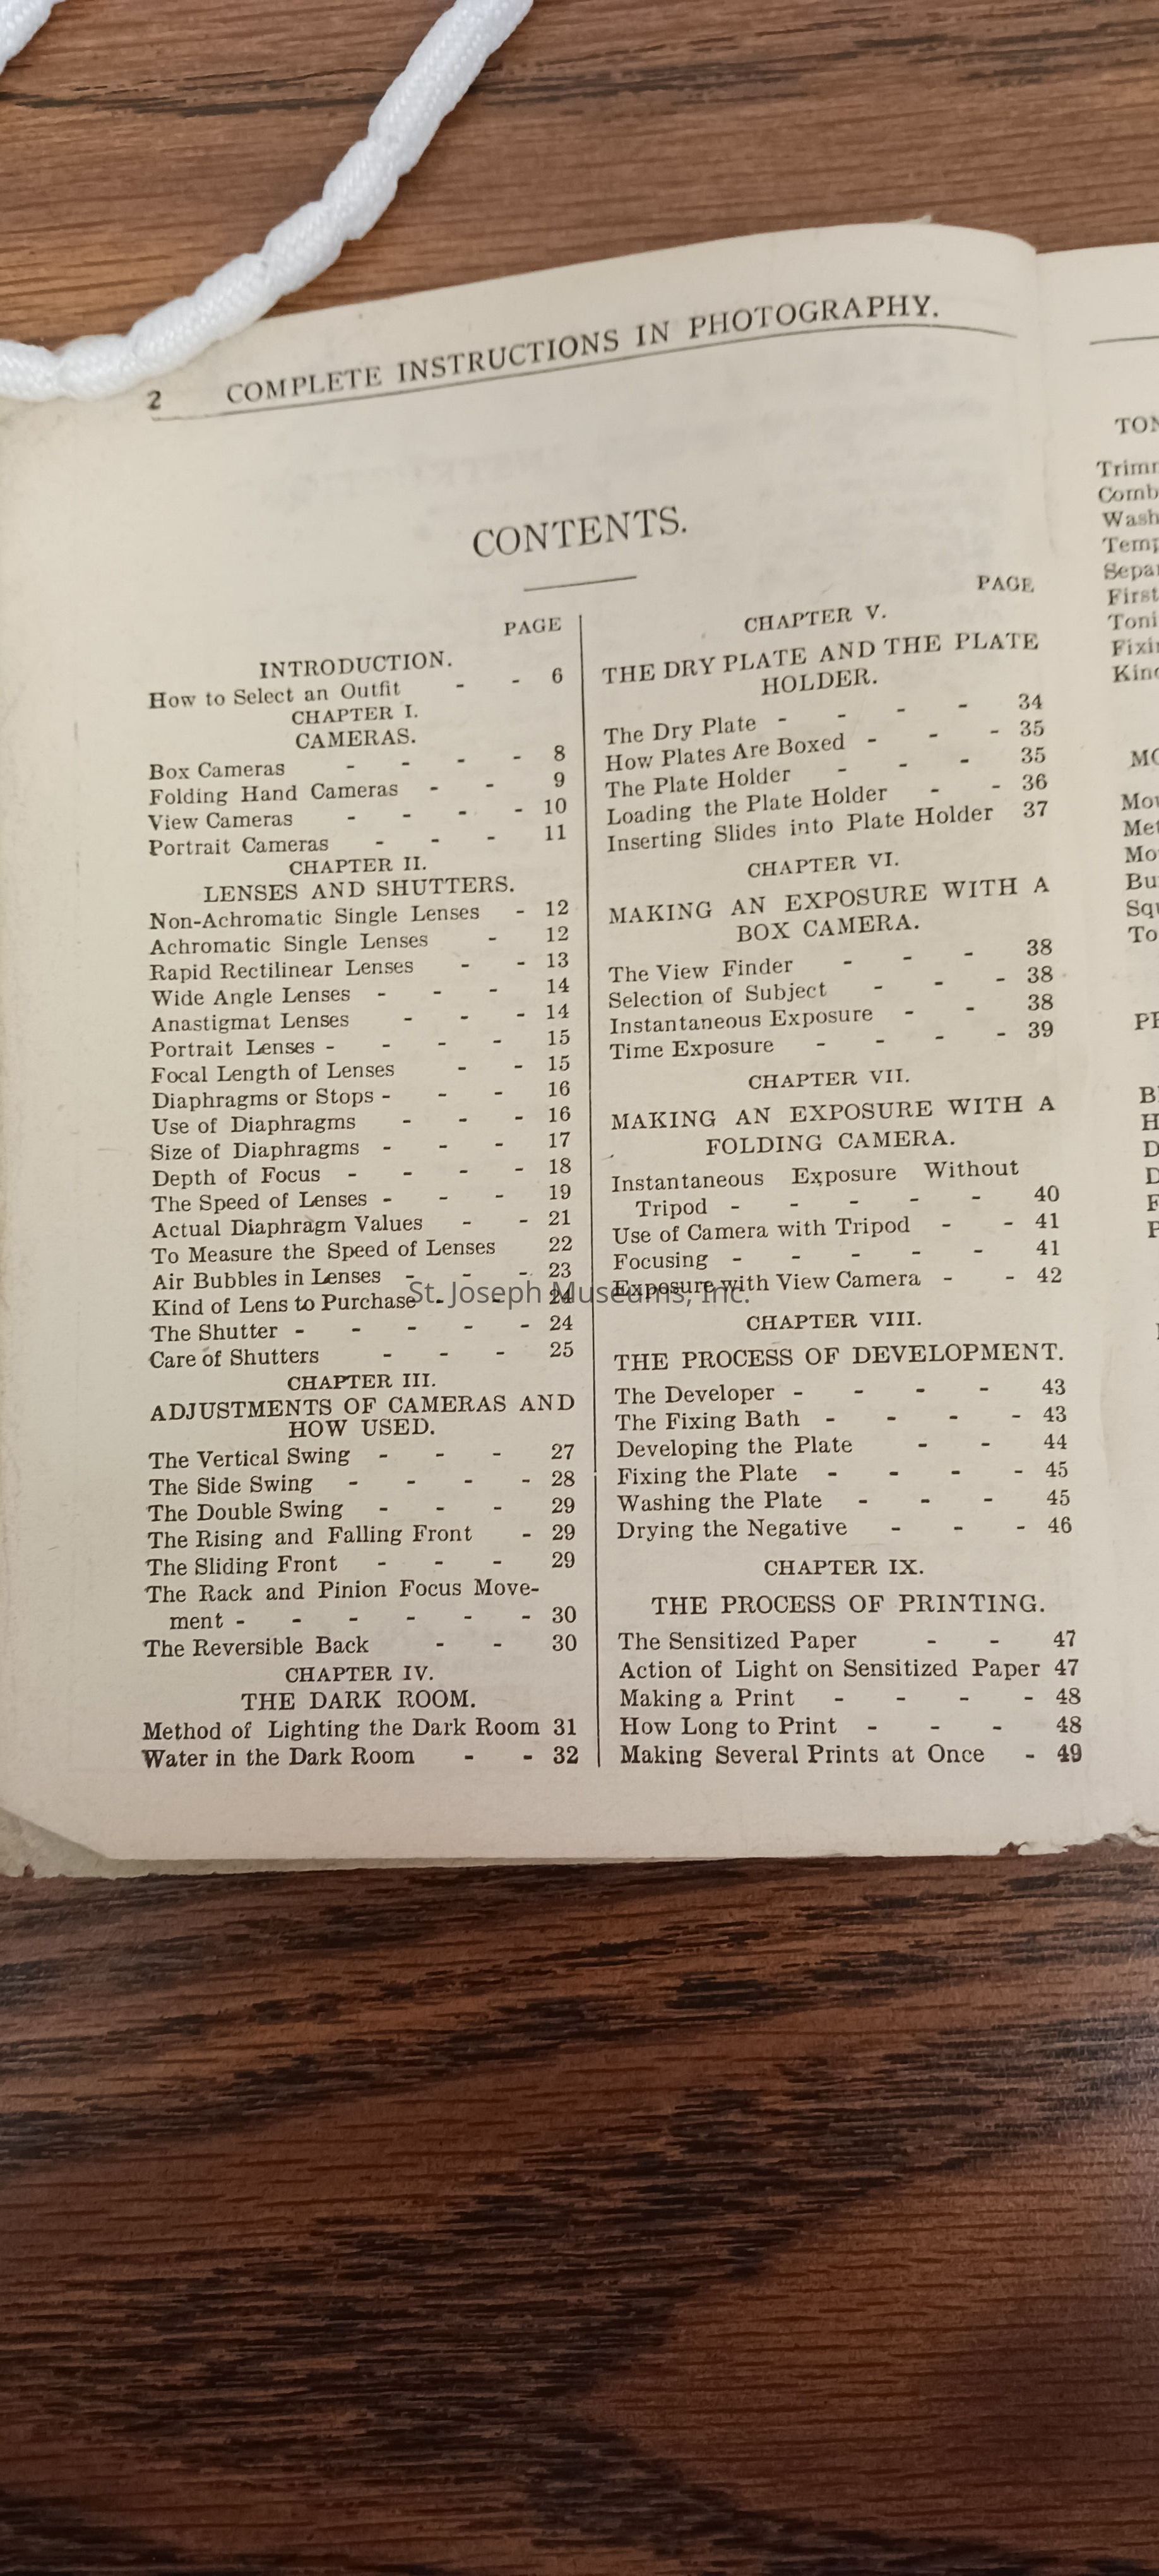 2 COMPLETE INSTRUCTIONS IN PHOTOGRAPHY.
CONTENTS.
PAGE
INTRODUCTION.
How to Select an Outfit - - 6
CHAPTER I.
CAMERAS.
Box Cameras - - - - 8
Folding Hand Cameras - - 9
View Cameras - - - - 10
Portrait Cameras - - - 11
CHAPTER II.
LENSES AND SHUTTERS.
Non-Achromatic Single Lenses - 12
Achromatic Single Lenses - 12
Rapid Rectilinear Lenses - - 13
Wide Angle Lenses - - - 14
Anastigmat Lenses - - - 14
Portrait Lenses - - - - 15
Focal Length of Lenses - - 15
Diaphragms or Stops - - - 16
Use of Diaphragms - - - 16
Size of Diaphragms - - - 17
Depth of Focus - - - - 18
The Speed of Lenses - - - 19
Actual Diaphragm Values - - 21
To Measure the Speed of Lenses 22
Air Bubbles in Lenses - - - 23
Kind of Lens to Purchase - - 24
The Shutter - - - - - 24
Care of Shutters - - - 25
CHAPTER III.
ADJUSTMENTS OF CAMERAS AND
HOW USED.
The Vertical Swing - - - 27
The Side Swing - - - - 28
The Double Swing - - - 29
The Rising and Falling Front - 29
The Sliding Front - - - 29
The Rack and Pinion Focus Move-
ment - - - - - - 30
The Reversible Back - - 30
CHAPTER IV.
THE DARK ROOM.
Method of Lighting the Dark Room 31
Water in the Dark Room - - 32
PAGE
CHAPTER V.
THE DRY PLATE AND THE PLATE
HOLDER.
The Dry Plate - - - - 34
How Plates Are Boxed - - - 35
The Plate Holder - - - 35
Loading the Plate Holder - - 36
Inserting Slides into Plate Holder 37
CHAPTER VI.
MAKING AN EXPOSURE WITH A
BOX CAMERA.
The View Finder - - - 38
Selection of Subject - - - 38
Instantaneous Exposure - - 38
Time Exposure - - - - 39
CHAPTER VII.
MAKING AN EXPOSURE WITH A
FOLDING CAMERA.
Instantaneous Exposure Without
Tripod - - - - - 40
Use of Camera with Tripod - - 41
Focusing - - - - - 41
Exposure with View Camera - - 42
CHAPTER VIII.
THE PROCESS OF DEVELOPMENT.
The Developer - - - - 43
The Fixing Bath - - - - 43
Developing the Plate - - 44
Fixing the Plate - - - - 45
Washing the Plate - - - 45
Drying the Negative - - - 46
CHAPTER IX.
THE PROCESS OF PRINTING.
The Sensitized Paper - - 47
Action of Light on Sensitized Paper 47
Making a Print - - - - 48
How Long to Print - - - 48
Making Several Prints at Once - 49
St. Joseph Museums, Inc.
First